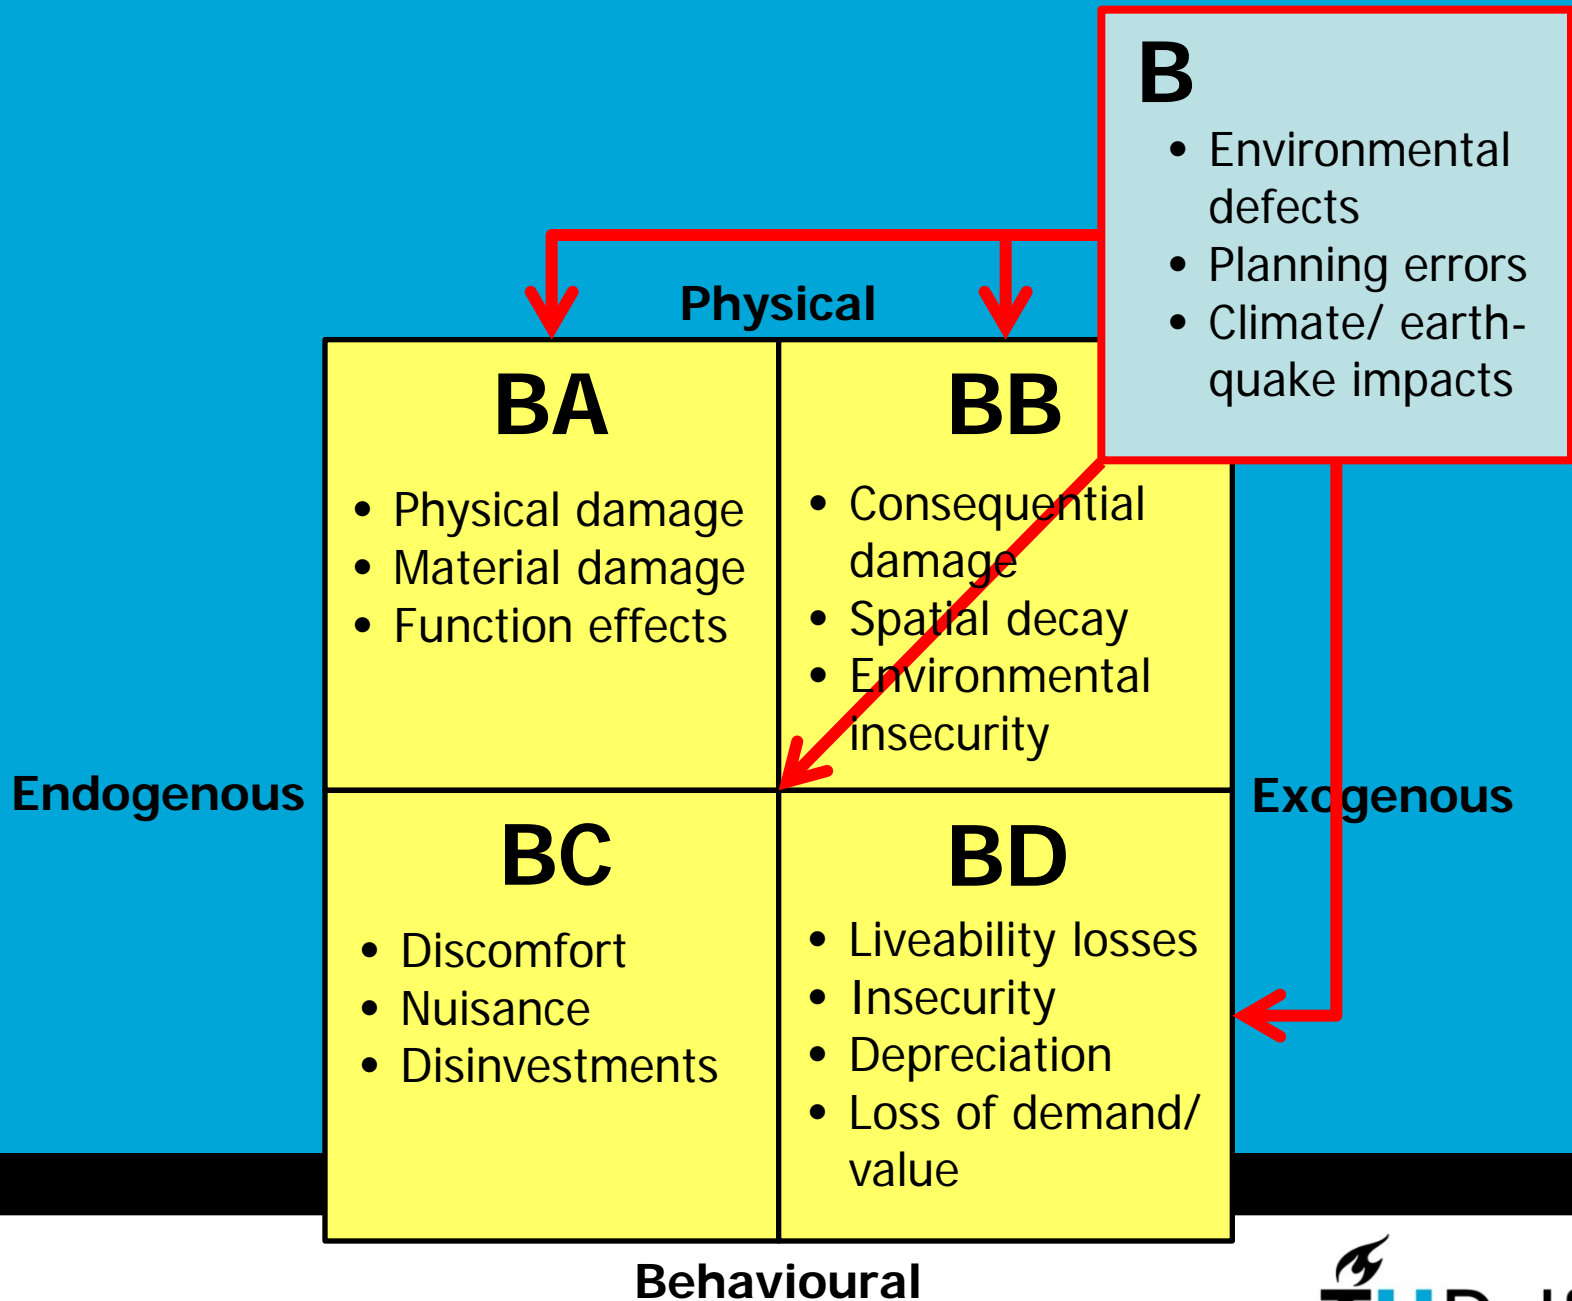 B
• Environmental
defects
• Planning errors
• Climate/ earth-
quake impacts
Physical
BA
• Physical damage
• Material damage
• Function effects
BB
• Consequential
damage
• Spatial decay
• Environmental
insecurity
Endogenous
Exogenous
BC
• Discomfort
• Nuisance
• Disinvestments
BD
• Liveability losses
• Insecurity
• Depreciation
• Loss of demand/
value
Behavioural